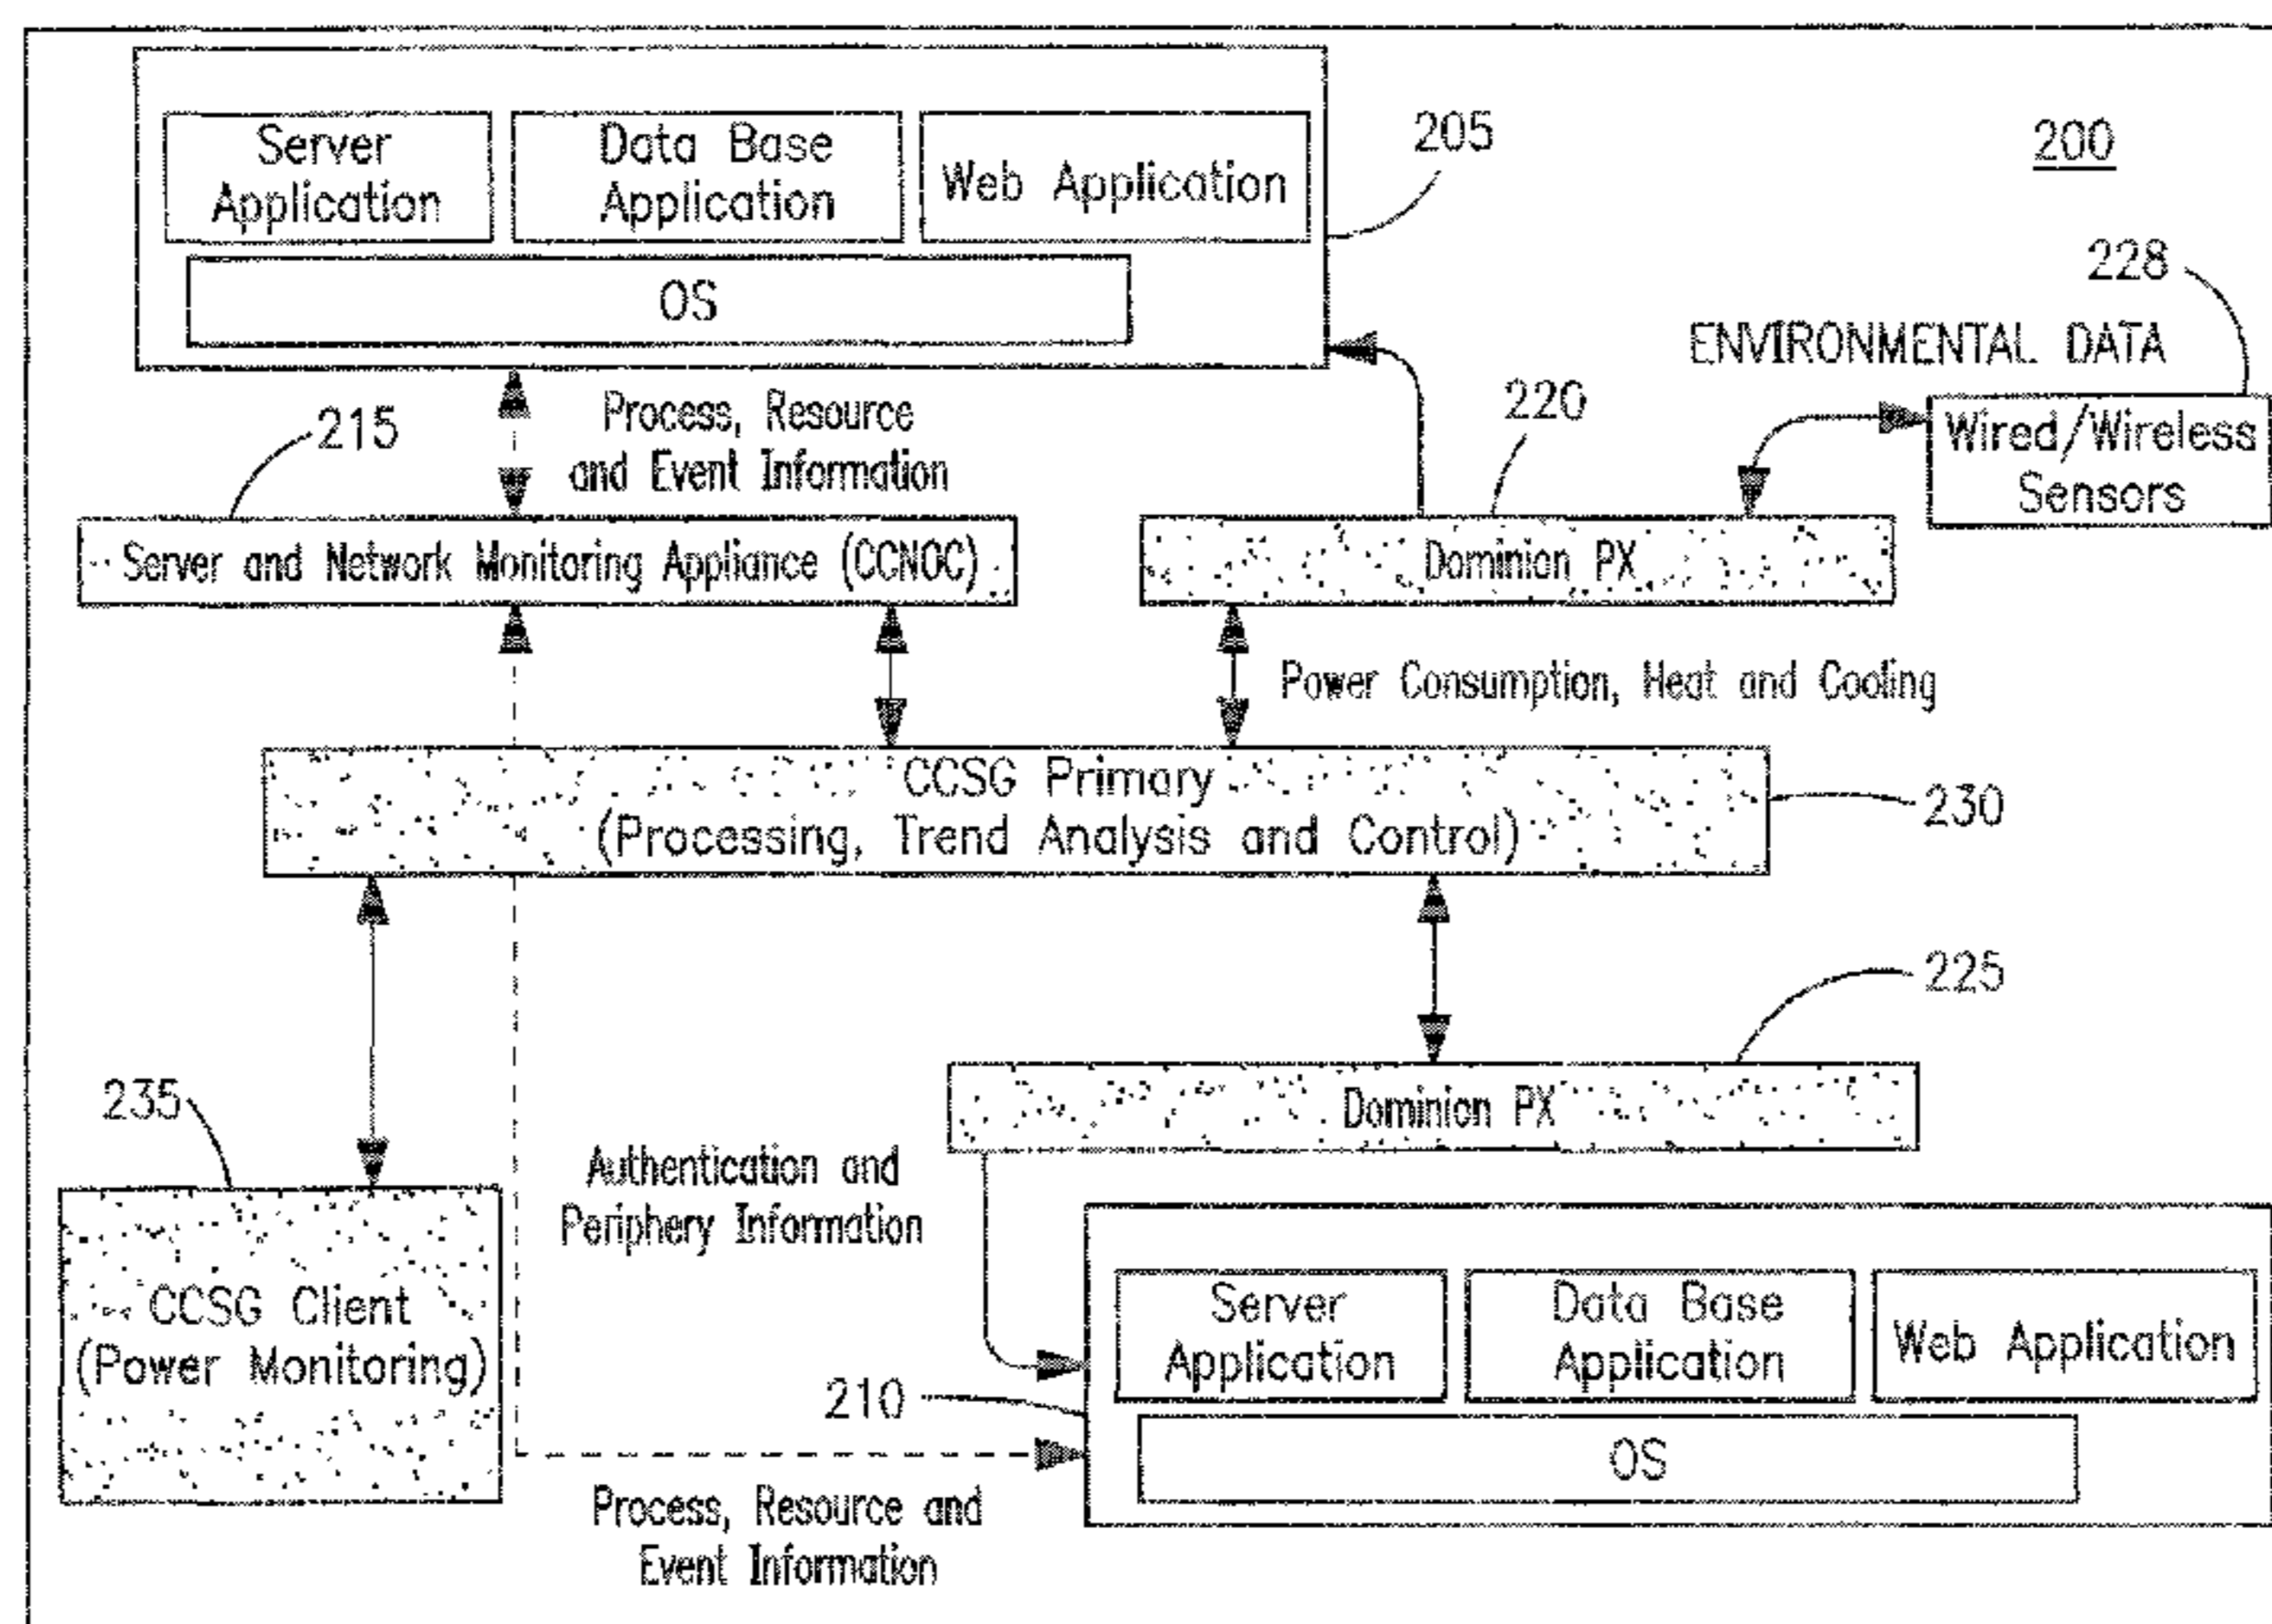 200
205
Server
Application
Data Base
Application
Web Application
OS
228
ENVIRONMENTAL DATA
Wired/Wireless
Sensors
215
Process, Resource
and Event Information
220
Server and Network Monitoring Appliance (CCNOC)
Dominion PX
Power Consumption, Heat and Cooling
CCSG Primary
(Processing, Trend Analysis and Control)
230
225
Dominion PX
235
CCSG Client
(Power Monitoring)
Authentication and
Periphery Information
210
Server
Application
Data Base
Application
Web Application
OS
Process, Resource and
Event Information